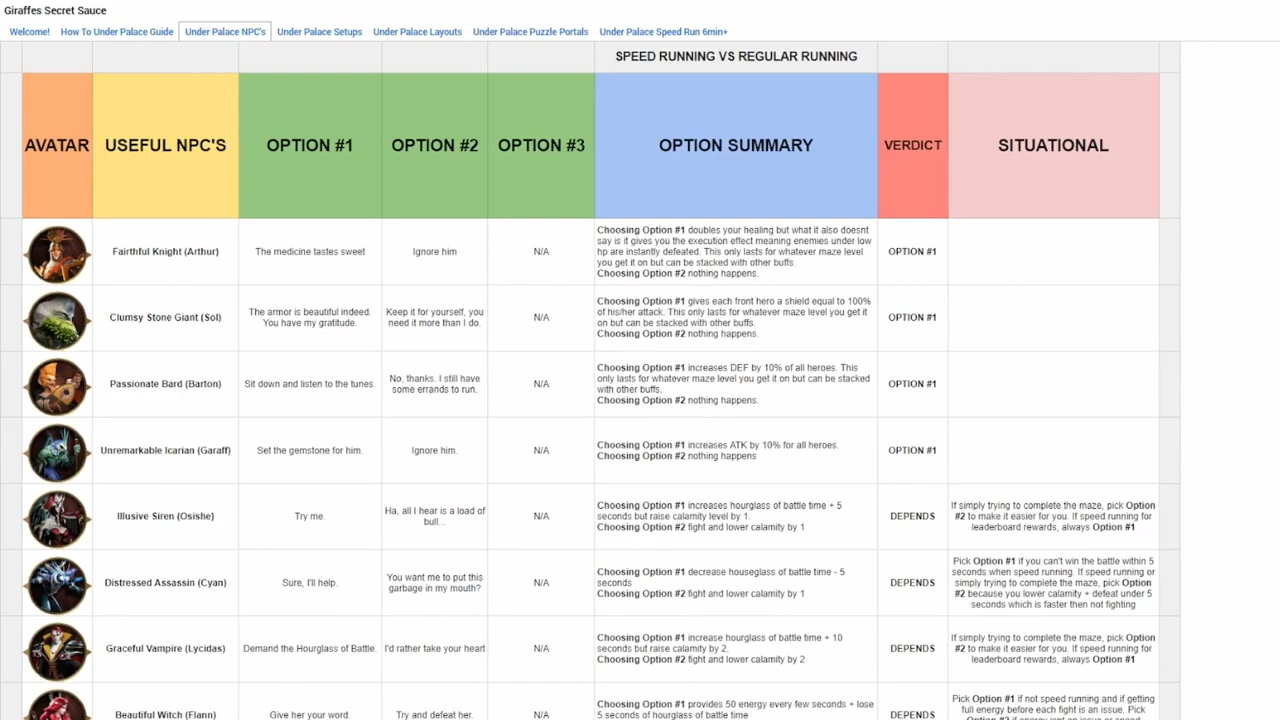 Giraffes Secret Sauce
Welcome! How To Under Palace Guide Under Palace NPC's Under Palace Setups Under Palace Layouts Under Palace Puzzle Portals Under Palace Speed Run 6min+
SPEED RUNNING VS REGULAR RUNNING
AVATAR USEFUL NPC'S OPTION #1 OPTION #2 OPTION #3 OPTION SUMMARY VERDICT SITUATIONAL
Fairthful Knight (Arthur)
The medicine tastes sweet
Ignore him
N/A
Choosing Option #1 doubles your healing but what it also doesnt
say is it gives you the execution effect meaning enemies under low
hp are instantly defeated. This only lasts for whatever maze level
you get it on but can be stacked with other buffs.
Choosing Option #2 nothing happens.
OPTION #1
Clumsy Stone Giant (Sol)
The armor is beautiful indeed.
You have my gratitude.
Keep it for yourself, you
need it more than I do.
N/A
Choosing Option #1 gives each front hero a shield equal to 100%
of his/her attack. This only lasts for whatever maze level you get it
on but can be stacked with other buffs.
Choosing Option #2 nothing happens.
OPTION #1
Passionate Bard (Barton)
Sit down and listen to the tunes.
No, thanks. I still have
some errands to run.
N/A
Choosing Option #1 increases DEF by 10% of all heroes. This
only lasts for whatever maze level you get it on but can be stacked
with other buffs.
Choosing Option #2 nothing happens.
OPTION #1
Unremarkable Icarian (Garaff)
Set the gemstone for him.
Ignore him.
N/A
Choosing Option #1 increases ATK by 10% for all heroes.
Choosing Option #2 nothing happens
OPTION #1
Illusive Siren (Osishe)
Try me.
Ha, all I hear is a load of
bull...
N/A
Choosing Option #1 increases hourglass of battle time + 5
seconds but raise calamity level by 1.
Choosing Option #2 fight and lower calamity by 1
DEPENDS
If simply trying to complete the maze, pick Option
#2 to make it easier for you. If speed running for
leaderboard rewards, always Option #1
Distressed Assassin (Cyan)
Sure, I'll help.
You want me to put this
garbage in my mouth?
N/A
Choosing Option #1 decrease houseglass of battle time - 5
seconds
Choosing Option #2 fight and lower calamity by 1
DEPENDS
Pick Option #1 if you can't win the battle within 5
seconds when speed running. If speed running or
simply trying to complete the maze, pick Option
#2 because you lower calamity + defeat under 5
seconds which is faster then not fighting
Graceful Vampire (Lycidas)
Demand the Hourglass of Battle.
I'd rather take your heart
N/A
Choosing Option #1 increase hourglass of battle time + 10
seconds but raise calamity by 2.
Choosing Option #2 fight and lower calamity by 2
DEPENDS
If simply trying to complete the maze, pick Option
#2 to make it easier for you. If speed running for
leaderboard rewards, always Option #1
Beautiful Witch (Flann)
Give her your word.
Try and defeat her.
N/A
Choosing Option #1 provides 50 energy every few seconds + lose
5 seconds of hourglass of battle time
DEPENDS
Pick Option #1 if not speed running and if getting
full energy before each fight is an issue. Pick
Option #2 if energy isnt an issue or speed